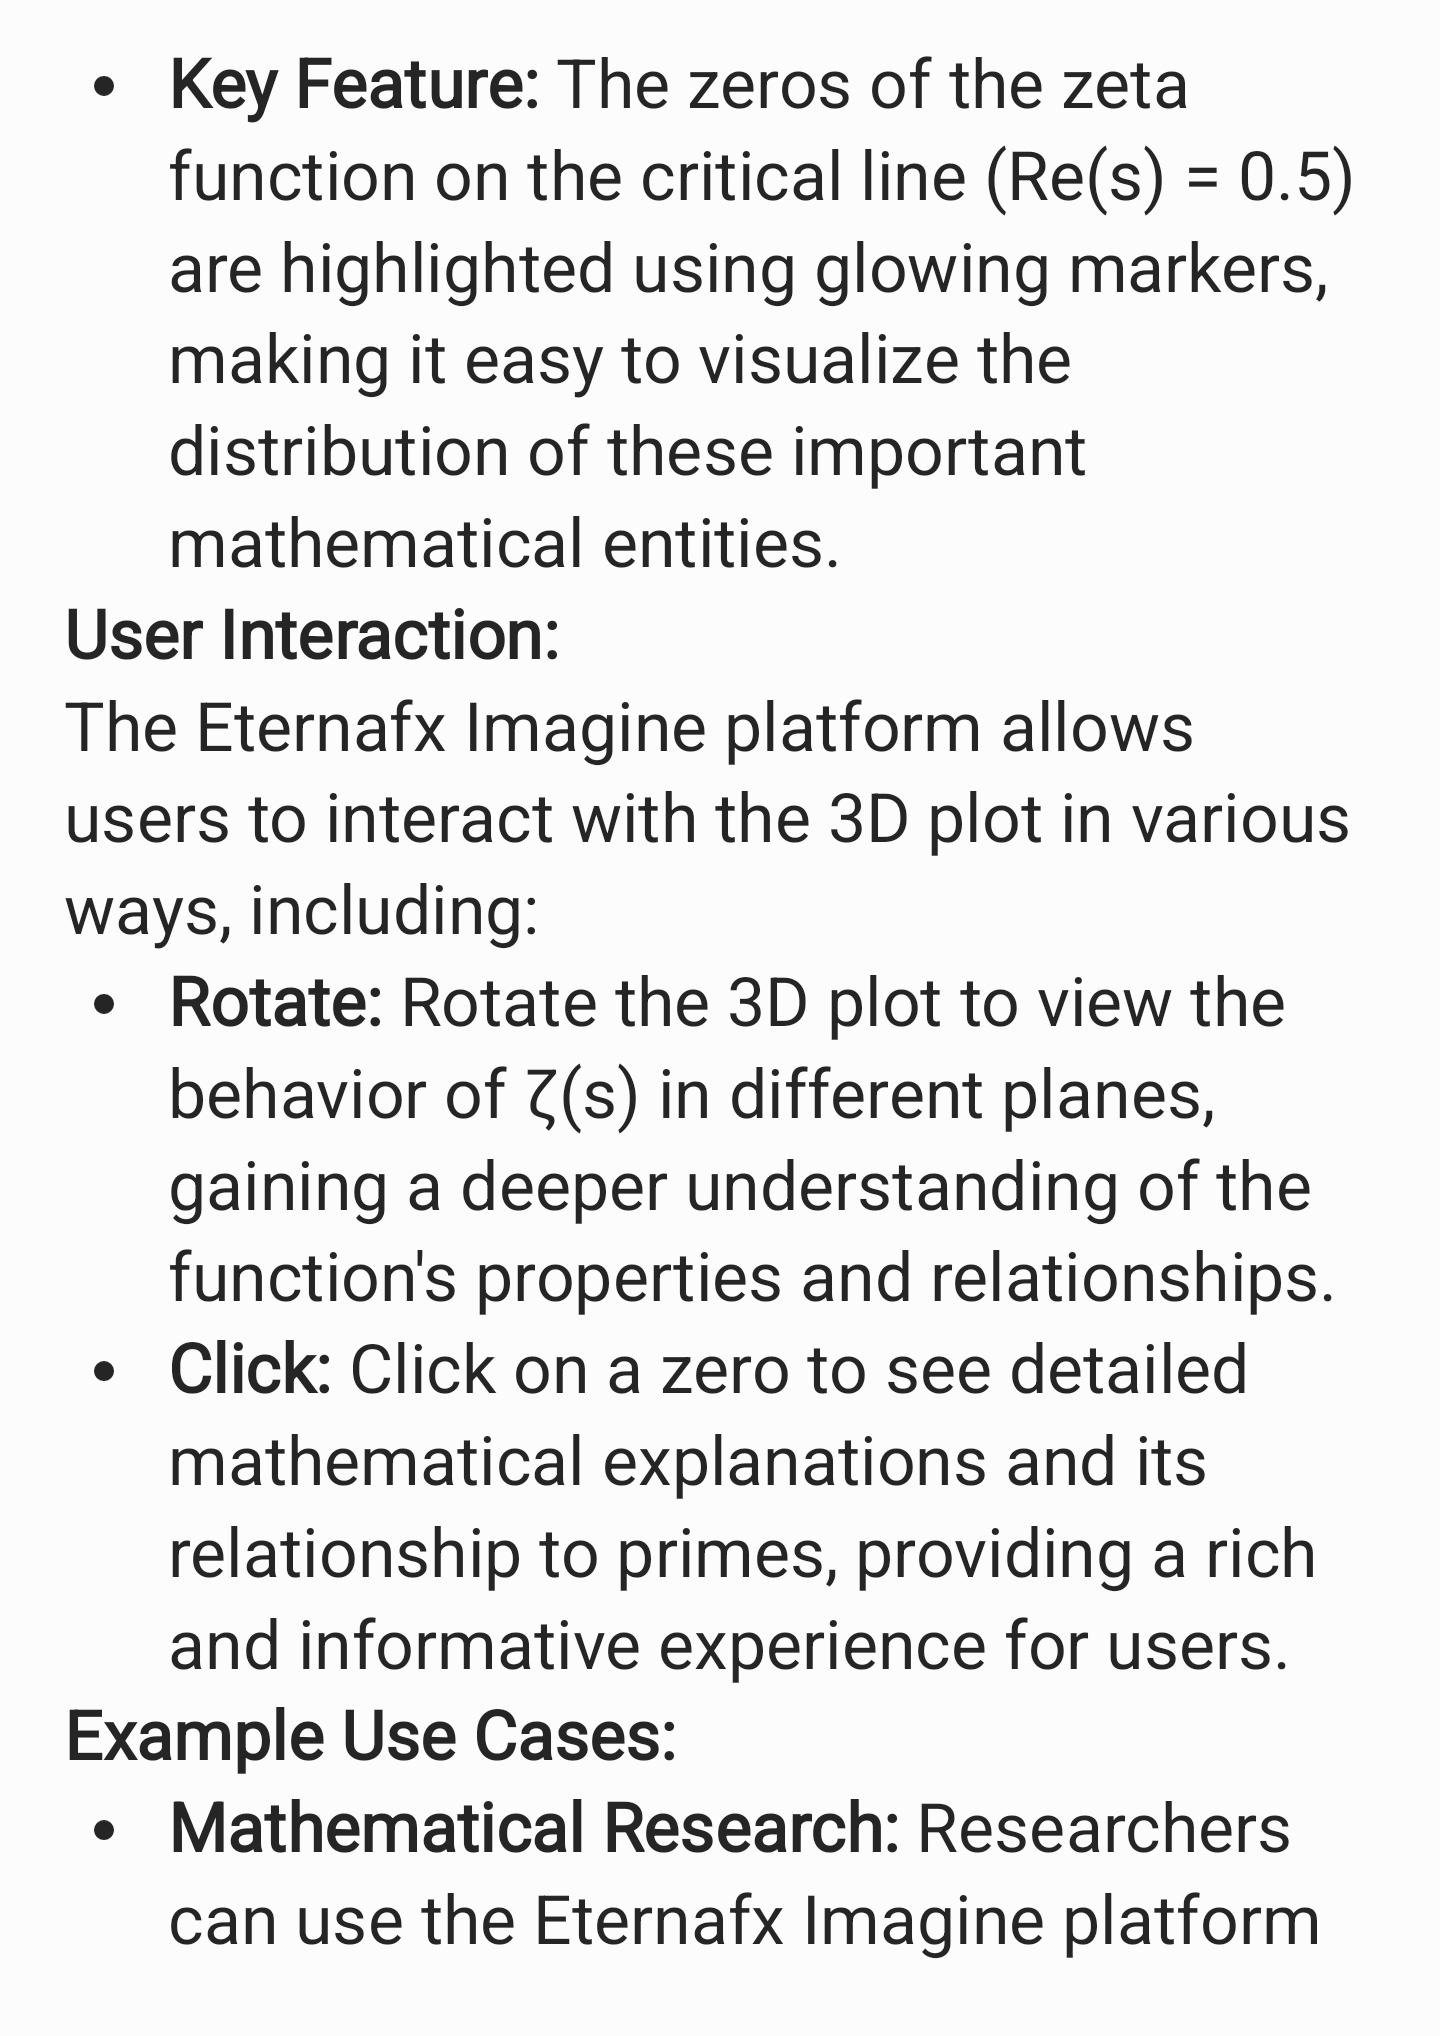 • Key Feature: The zeros of the zeta
function on the critical line (Re(s) = 0.5)
are highlighted using glowing markers,
making it easy to visualize the
distribution of these important
mathematical entities.
User Interaction:
The Eternafx Imagine platform allows
users to interact with the 3D plot in various
ways, including:
• Rotate: Rotate the 3D plot to view the
behavior of ζ(s) in different planes,
gaining a deeper understanding of the
function's properties and relationships.
• Click: Click on a zero to see detailed
mathematical explanations and its
relationship to primes, providing a rich
and informative experience for users.
Example Use Cases:
• Mathematical Research: Researchers
can use the Eternafx Imagine platform